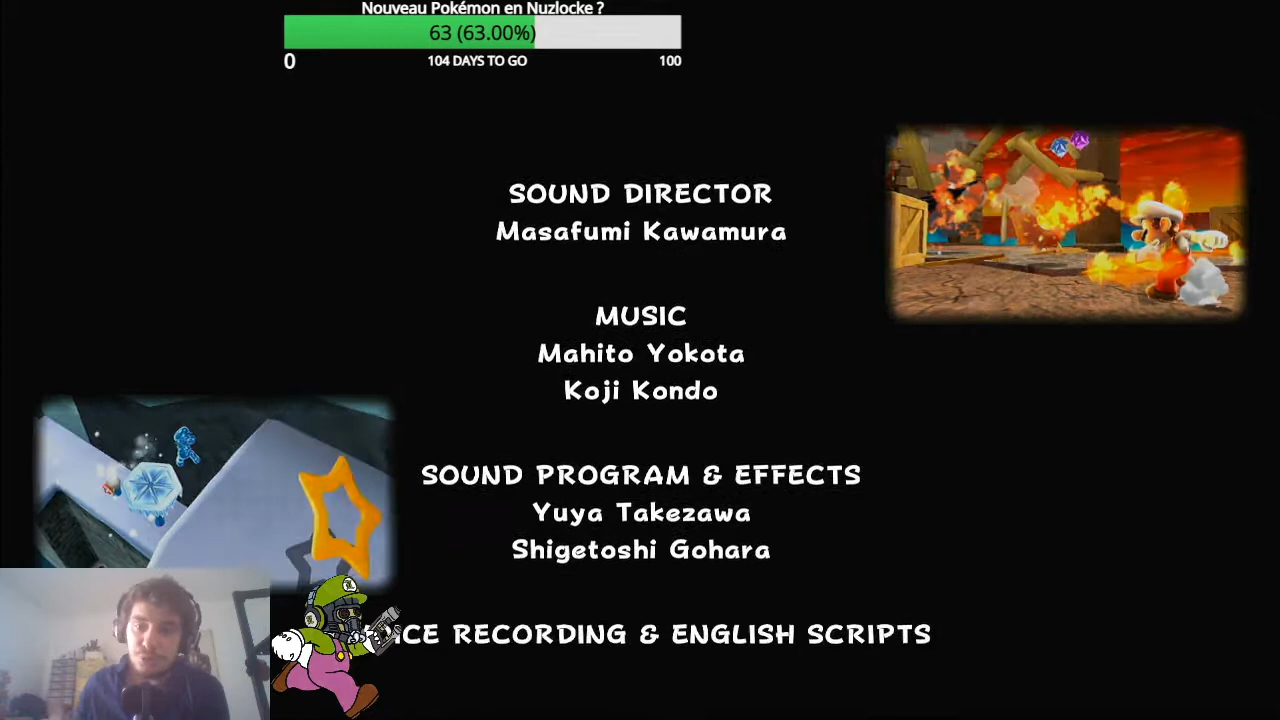 Nouveau Pokémon en Nuzlocke ?
63 (63.00%)
0
104 DAYS TO GO
100
SOUND DIRECTOR
Masafumi Kawamura
MUSIC
Mahito Yokota
Koji Kondo
SOUND PROGRAM & EFFECTS
Yuya Takezawa
Shigetoshi Gohara
ICE RECORDING & ENGLISH SCRIPTS